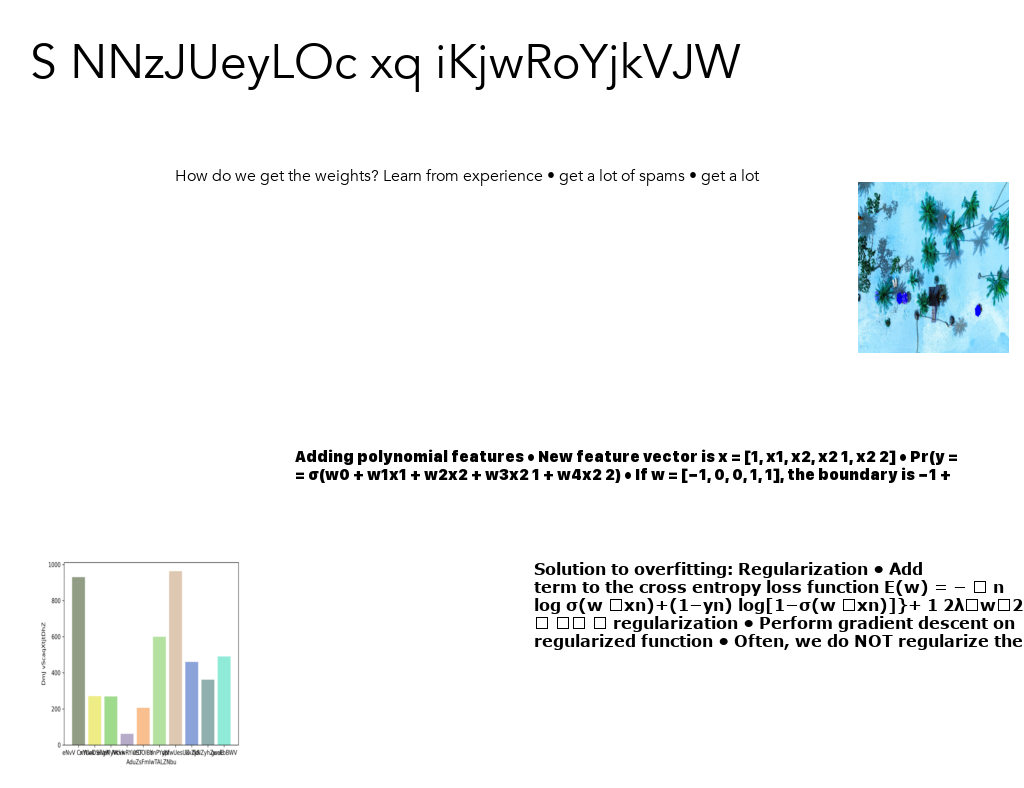 S NNzJUeyLOc xq iKjwRoYjkVJW
How do we get the weights? Learn from experience • get a lot of spams • get a lot
Adding polynomial features • New feature vector is x = [1, x1, x2, x2 1, x2 2] • Pr(y =
= σ(w0 + w1x1 + w2x2 + w3x2 1 + w4x2 2) • If w = [−1, 0, 0, 1, 1], the boundary is −1 +
Solution to overfitting: Regularization • Add
term to the cross entropy loss function E(w) = − □ n
log σ(w □xn)+(1−yn) log[1−σ(w □xn)]}+ 1 2λ□w□2
□ □□ □ regularization • Perform gradient descent on
regularized function • Often, we do NOT regularize the
1000
800
600
400
200
0
AduZsFmIwTALZNbu